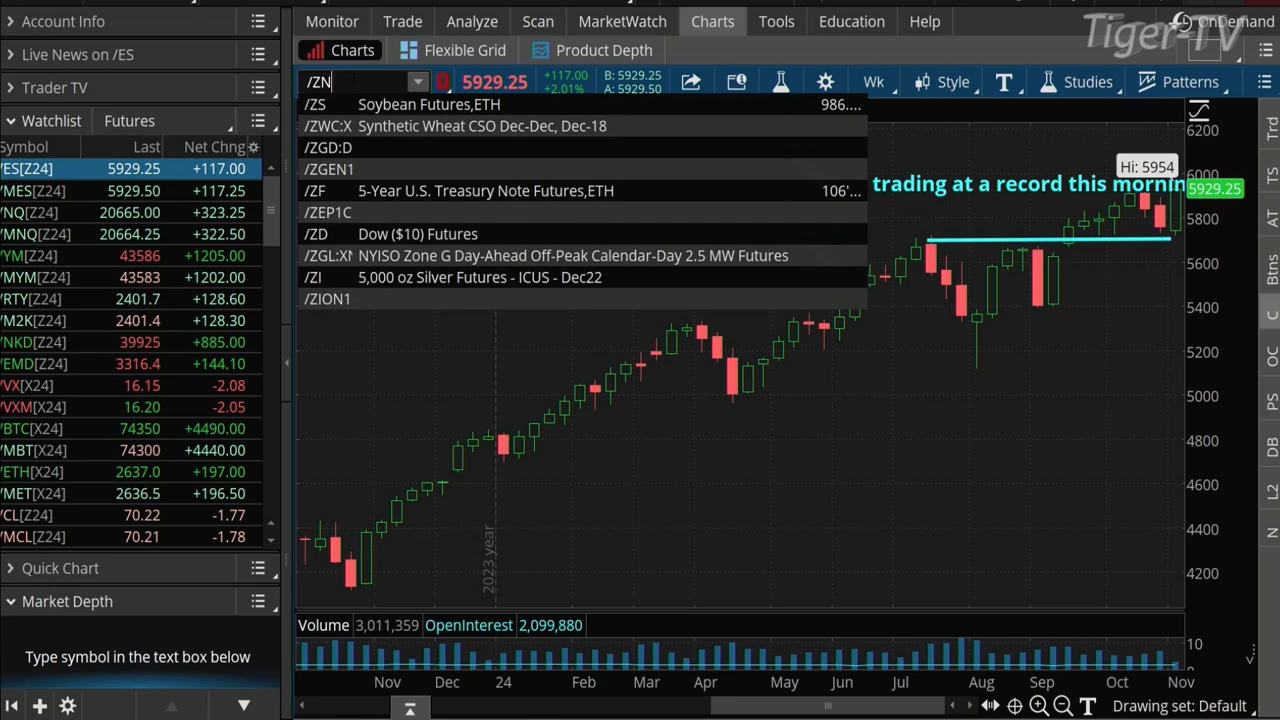 Account Info
Live News on /ES
Trader TV
Watchlist Futures
Symbol Last Net Chng
/ES[Z24] 5929.25 +117.00
/MES[Z24] 5929.50 +117.25
/NQ[Z24] 20665.00 +323.25
/MNQ[Z24] 20664.25 +322.50
/YM[Z24] 43586 +1205.00
/MYM[Z24] 43583 +1202.00
/RTY[Z24] 2401.7 +128.60
/M2K[Z24] 2401.4 +128.30
/NKD[Z24] 39925 +885.00
/EMD[Z24] 3316.4 +144.10
/VX[X24] 16.15 -2.08
/VXM[X24] 16.20 -2.05
/BTC[X24] 74350 +4490.00
/MBT[X24] 74300 +4440.00
/ETH[X24] 2637.0 +197.00
/MET[X24] 2636.5 +196.50
/CL[Z24] 70.22 -1.77
/MCL[Z24] 70.21 -1.78
Quick Chart
Market Depth
Type symbol in the text box below
Monitor Trade Analyze Scan MarketWatch Charts Tools Education Help OnDemand
Tiger-TV
Charts Flexible Grid Product Depth
/ZN 5929.25 +117.00 B: 5929.25 Wk Style T Studies Patterns
+2.01% A: 5929.50
/ZS Soybean Futures,ETH 986....
/ZWC:X Synthetic Wheat CSO Dec-Dec, Dec-18
/ZGD:D
/ZGEN1
/ZF 5-Year U.S. Treasury Note Futures,ETH 106'...
/ZEP1C
/ZD Dow ($10) Futures
/ZGL:X NYISO Zone G Day-Ahead Off-Peak Calendar-Day 2.5 MW Futures
/ZI 5,000 oz Silver Futures - ICUS - Dec22
/ZION1
Hi: 5954
trading at a record this mornin
5929.25
6200
6000
5800
5600
5400
5200
5000
4800
4600
4400
4200
2023 year
Volume 3,011,359 OpenInterest 2,099,880
10
0
Nov Dec 24 Feb Mar Apr May Jun Jul Aug Sep Oct Nov
T Drawing set: Default
Trd
TS
AT
Btns
C
OC
PS
DB
L2
N